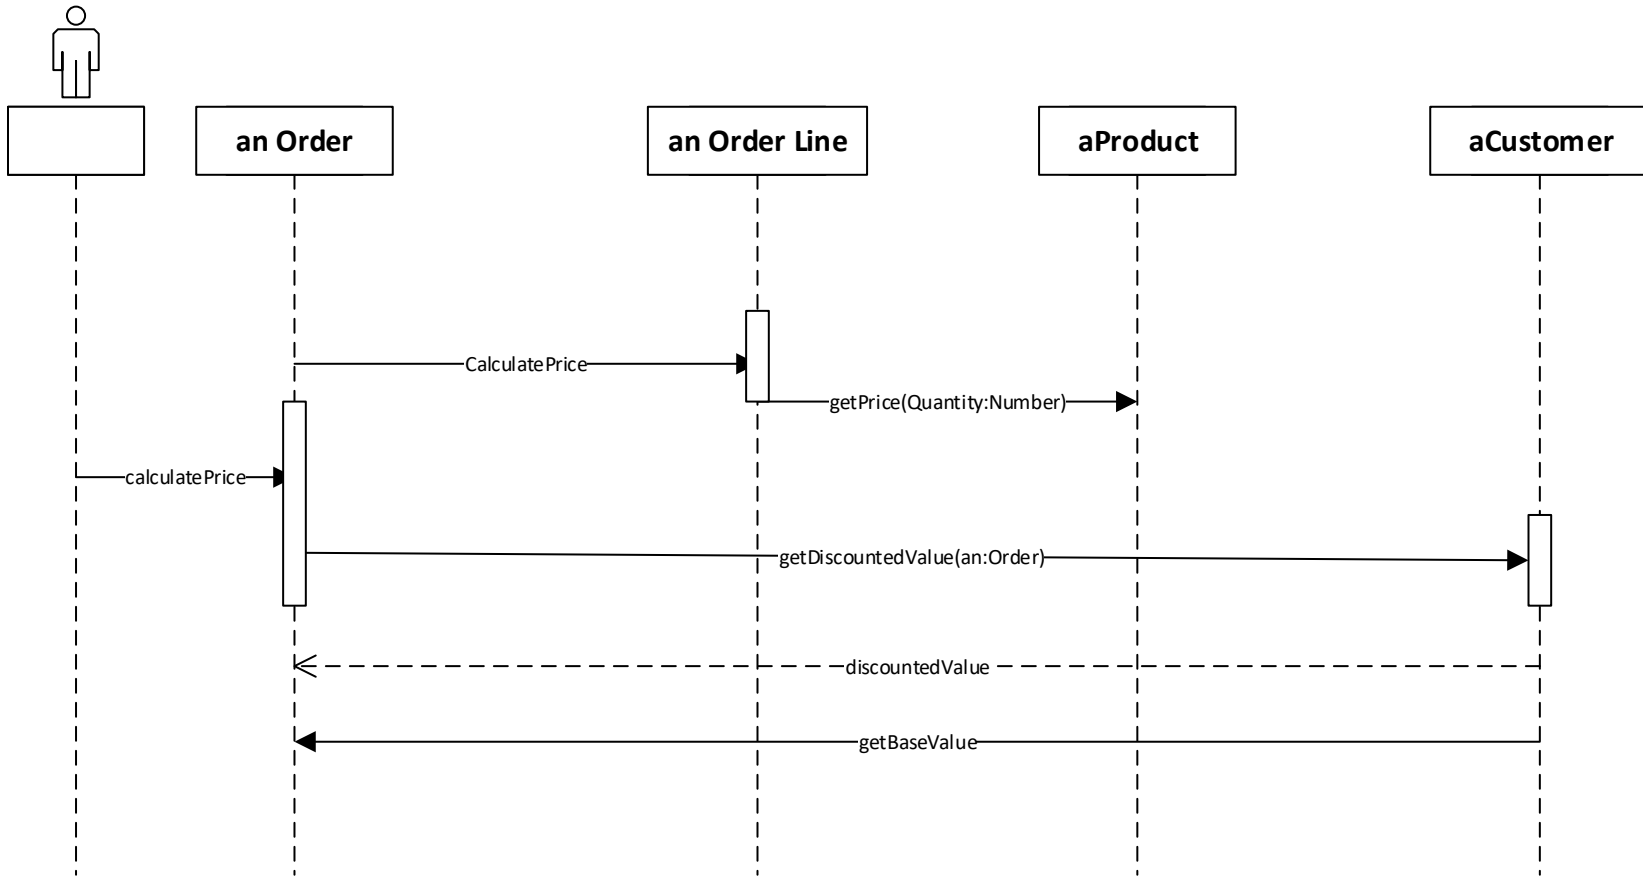 an Order
an Order Line
aProduct
aCustomer
CalculatePrice
getPrice(Quantity:Number)
calculatePrice
getDiscountedValue(an:Order)
discountedValue
getBaseValue